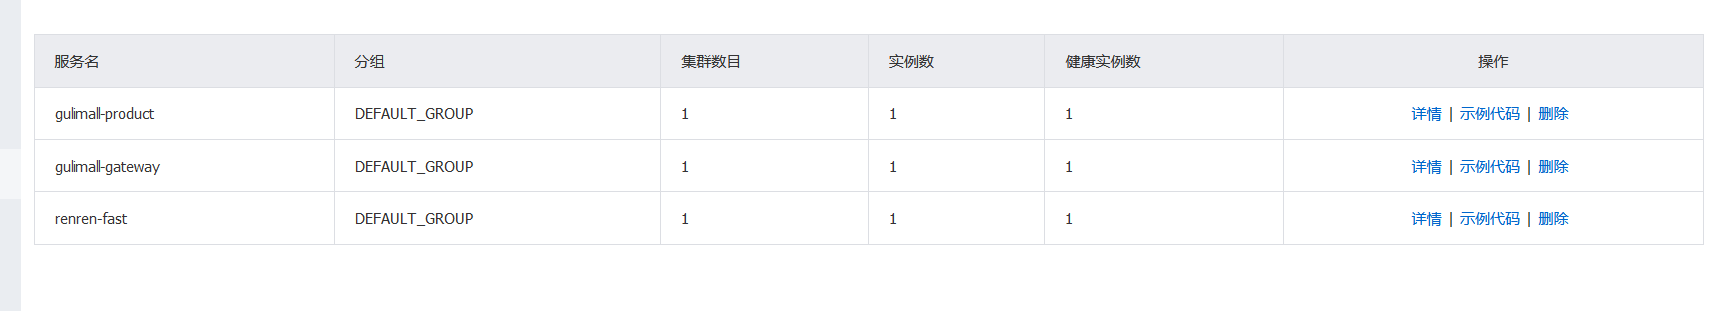 服务名 分组 集群数目 实例数 健康实例数 操作
gulimall-product DEFAULT_GROUP 1 1 1 详情 | 示例代码 | 删除
gulimall-gateway DEFAULT_GROUP 1 1 1 详情 | 示例代码 | 删除
renren-fast DEFAULT_GROUP 1 1 1 详情 | 示例代码 | 删除